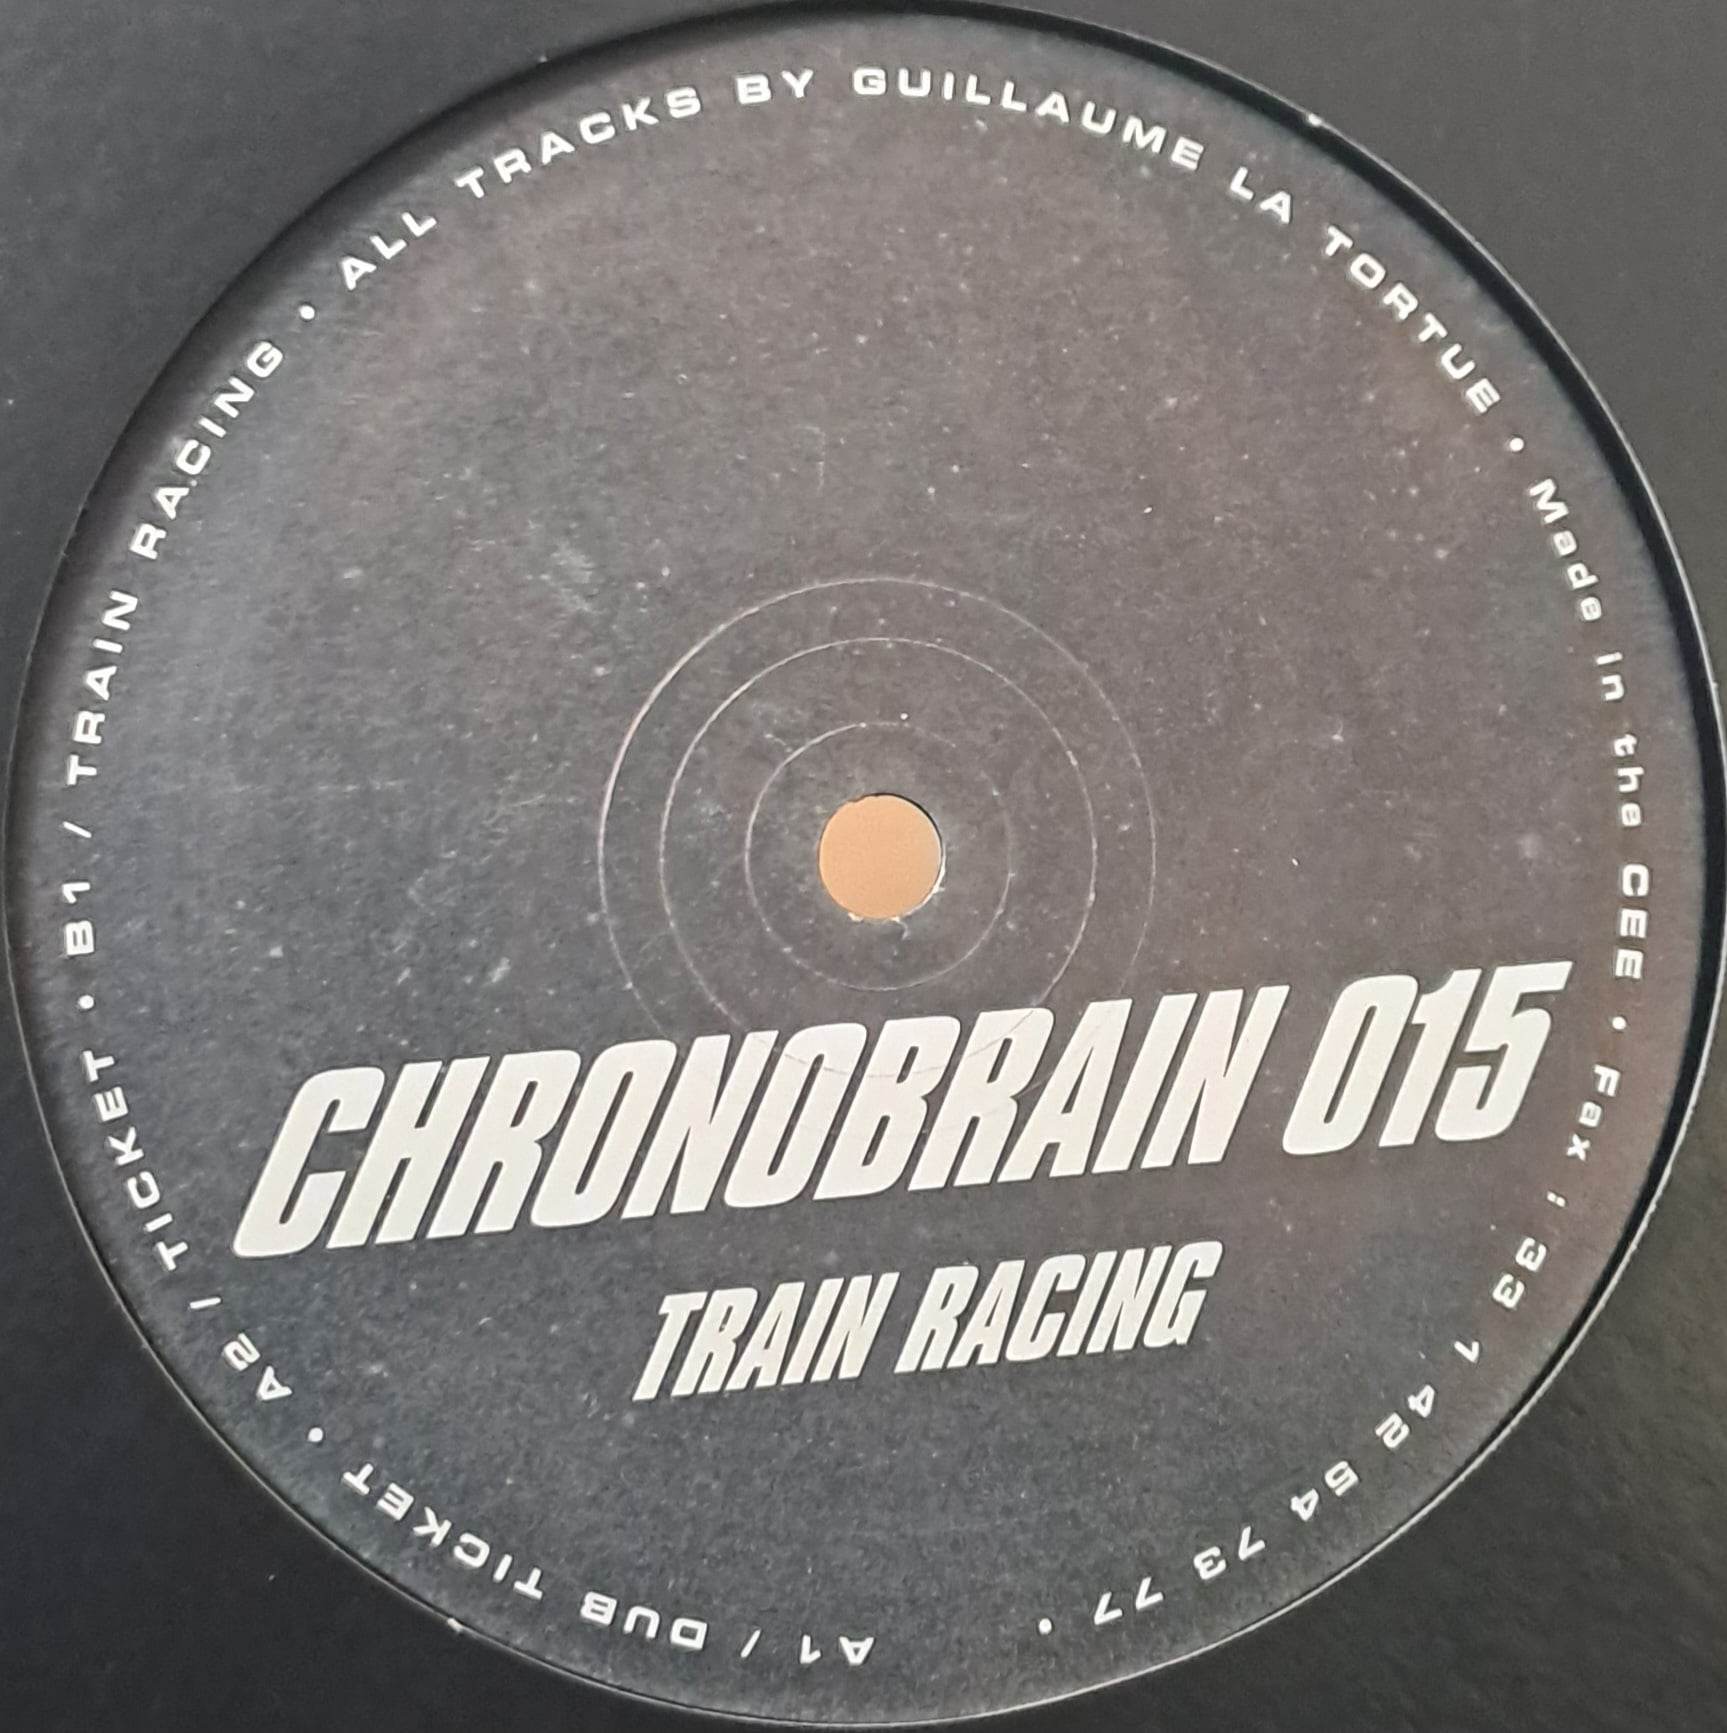 A1 / DUB TICKET • A2 / TICKET • B1 / TRAIN RACING • ALL TRACKS BY GUILLAUME LA TORTUE • Made in the CEE • Fax : 33 1 42 54 73 77 •
CHRONOBRAIN 015
TRAIN RACING